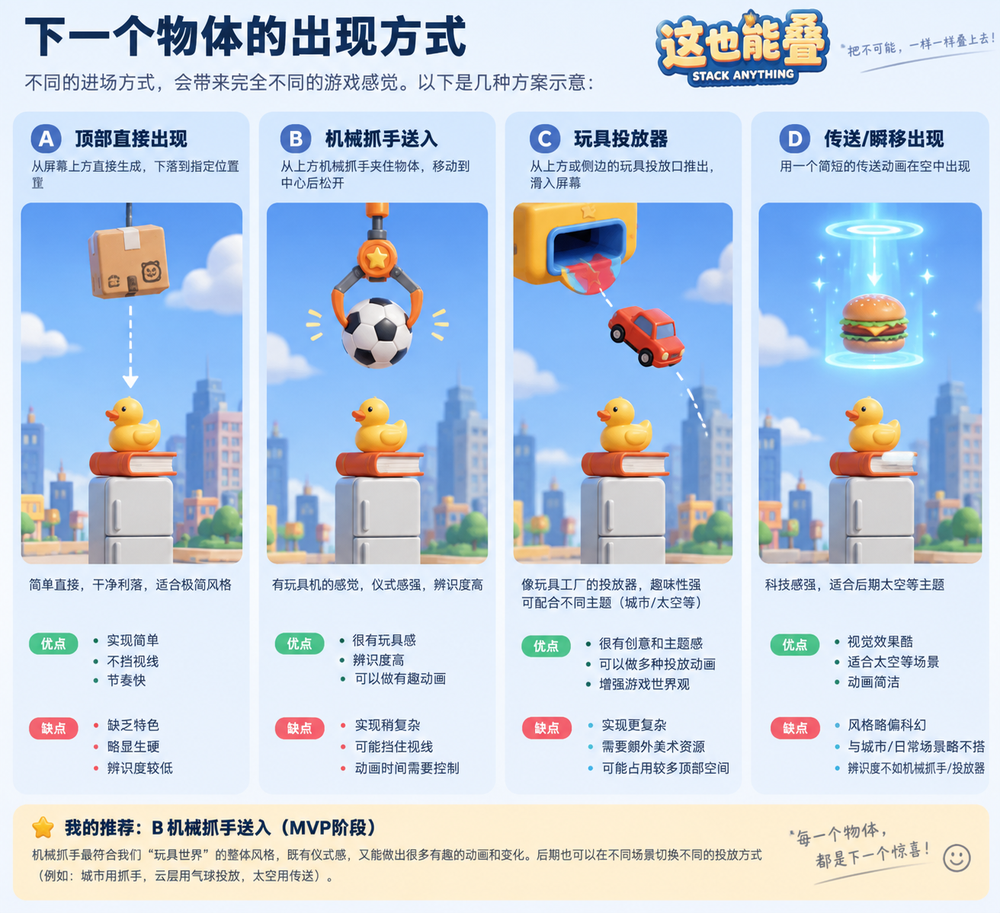 下一个物体的出现方式
不同的进场方式，会带来完全不同的游戏感觉。以下是几种方案示意：
这也能叠
STACK ANYTHING
"把不可能，一样一样叠上去!
A 顶部直接出现
从屏幕上方直接生成，下落到指定位置
简单直接，干净利落，适合极简风格
优点
• 实现简单
• 不挡视线
• 节奏快
缺点
• 缺乏特色
• 略显生硬
• 辨识度较低
B 机械抓手送入
从上方机械抓手夹住物体，移动到
中心后松开
有玩具机的感觉，仪式感强，辨识度高
优点
• 很有玩具感
• 辨识度高
• 可以做有趣动画
缺点
• 实现稍复杂
• 可能挡住视线
• 动画时间需要控制
C 玩具投放器
从上方或侧边的玩具投放口推出，
滑入屏幕
像玩具工厂的投放器，趣味性强
可配合不同主题（城市/太空等）
优点
• 很有创意和主题感
• 可以做多种投放动画
• 增强游戏世界观
缺点
• 实现更复杂
• 需要外美术资源
• 可能占用较多顶部空间
D 传送/瞬移出现
用一个简短的传送动画在空中出现
科技感强，适合后期太空等主题
优点
• 视觉效果酷
• 适合太空等场景
• 动画简洁
缺点
• 风格略偏科幻
• 与城市/日常场景略不搭
• 辨识度不如机械抓手/投放器
我的推荐：B 机械抓手送入（MVP阶段）
机械抓手最符合我们“玩具世界”的整体风格，既有仪式感，又能做出很多有趣的动画和变化。后期也可以在不同场景切换不同的投放方式
（例如：城市用抓手，云层用气球投放，太空用传送）。
"每一个物体，
都是下一个惊喜!